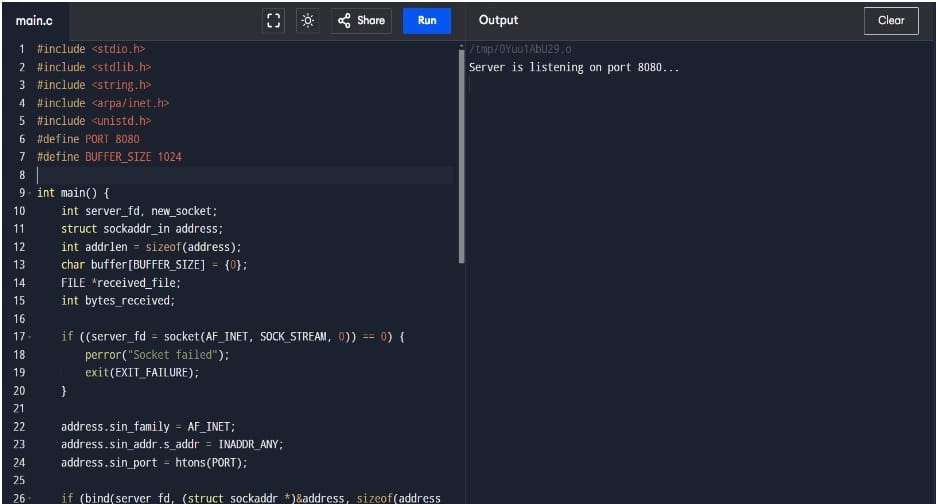 main.c
Share
Run
Output
Clear
1 #include <stdio.h>
2 #include <stdlib.h>
3 #include <string.h>
4 #include <arpa/inet.h>
5 #include <unistd.h>
6 #define PORT 8080
7 #define BUFFER_SIZE 1024
8
9 int main() {
10     int server_fd, new_socket;
11     struct sockaddr_in address;
12     int addrlen = sizeof(address);
13     char buffer[BUFFER_SIZE] = {0};
14     FILE *received_file;
15     int bytes_received;
16
17     if ((server_fd = socket(AF_INET, SOCK_STREAM, 0)) == 0) {
18         perror("Socket failed");
19         exit(EXIT_FAILURE);
20     }
21
22     address.sin_family = AF_INET;
23     address.sin_addr.s_addr = INADDR_ANY;
24     address.sin_port = htons(PORT);
25
26     if (bind(server_fd, (struct sockaddr *)&address, sizeof(address
/tmp/0Yuu1AbU29.o
Server is listening on port 8080...